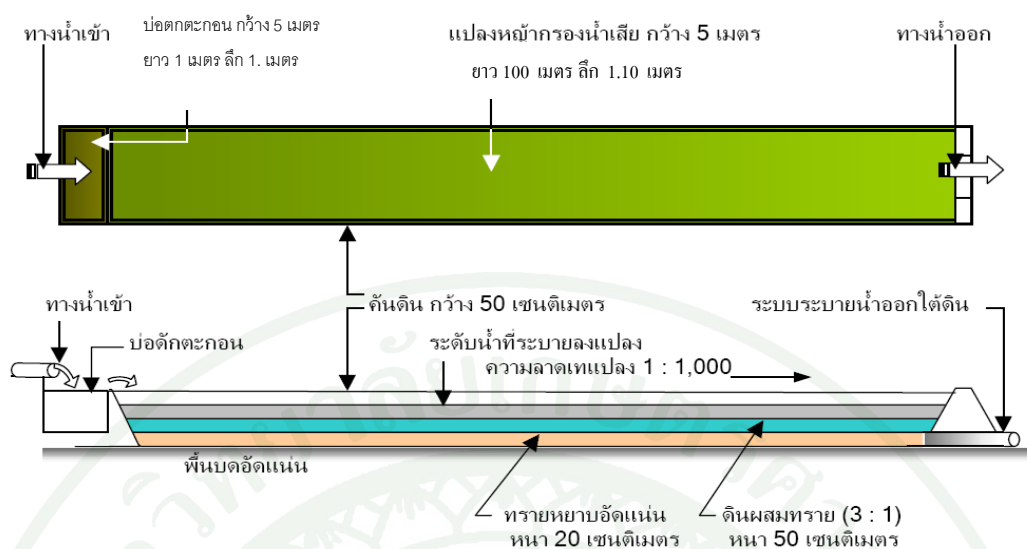 ทางน้ำเข้า
บ่อตกตะกอน กว้าง 5 เมตร
ยาว 1 เมตร ลึก 1. เมตร
แปลงหญ้ากรองน้ำเสีย กว้าง 5 เมตร
ยาว 100 เมตร ลึก 1.10 เมตร
ทางน้ำออก
ทางน้ำเข้า
คันดิน กว้าง 50 เซนติเมตร
ระบบระบายน้ำออกใต้ดิน
บ่อดักตะกอน
ระดับน้ำที่ระบายลงแปลง
ความลาดเทแปลง 1 : 1,000
พื้นบดอัดแน่น
ทรายหยาบอัดแน่น
หนา 20 เซนติเมตร
ดินผสมทราย (3 : 1)
หนา 50 เซนติเมตร